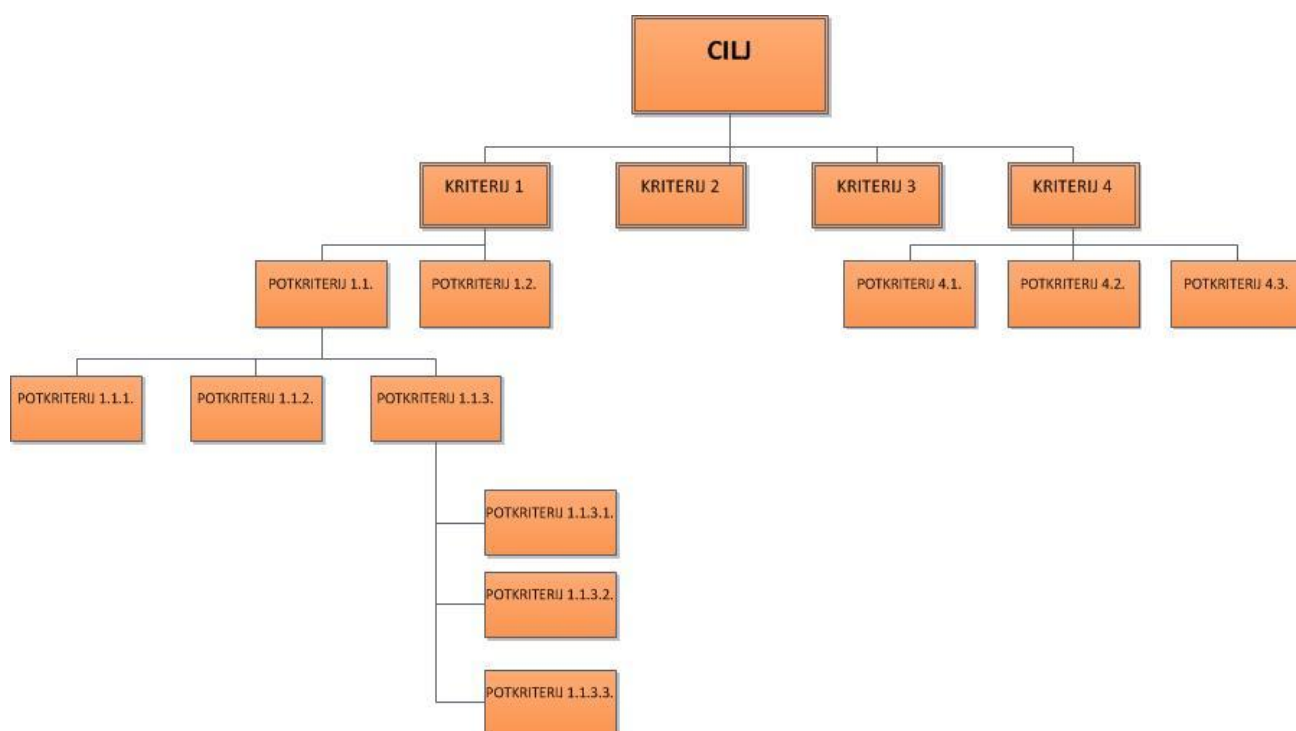 CILJ
KRITERIJ 1
KRITERIJ 2
KRITERIJ 3
KRITERIJ 4
POTKRITERIJ 1.1.
POTKRITERIJ 1.2.
POTKRITERIJ 4.1.
POTKRITERIJ 4.2.
POTKRITERIJ 4.3.
POTKRITERIJ 1.1.1.
POTKRITERIJ 1.1.2.
POTKRITERIJ 1.1.3.
POTKRITERIJ 1.1.3.1.
POTKRITERIJ 1.1.3.2.
POTKRITERIJ 1.1.3.3.